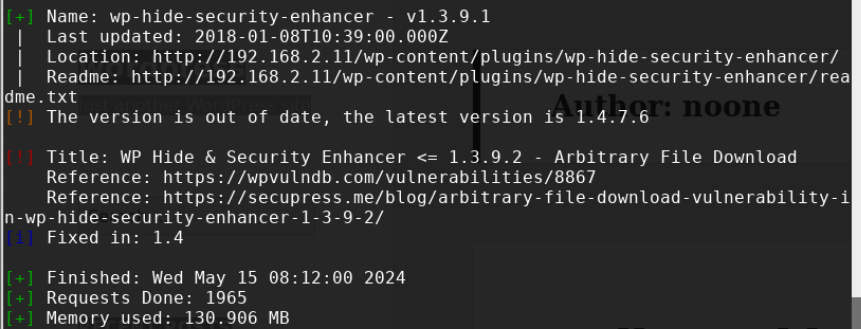 [+] Name: wp-hide-security-enhancer - v1.3.9.1
 |  Last updated: 2018-01-08T10:39:00.000Z
 |  Location: http://192.168.2.11/wp-content/plugins/wp-hide-security-enhancer/
 |  Readme: http://192.168.2.11/wp-content/plugins/wp-hide-security-enhancer/rea
dme.txt
Just another WordPress site
Author: noone
[!] The version is out of date, the latest version is 1.4.7.6
[!] Title: WP Hide & Security Enhancer <= 1.3.9.2 - Arbitrary File Download
    Reference: https://wpvulndb.com/vulnerabilities/8867
    Reference: https://secupress.me/blog/arbitrary-file-download-vulnerability-i
n-wp-hide-security-enhancer-1-3-9-2/
[i] Fixed in: 1.4
[+] Finished: Wed May 15 08:12:00 2024
[+] Requests Done: 1965
[+] Memory used: 130.906 MB